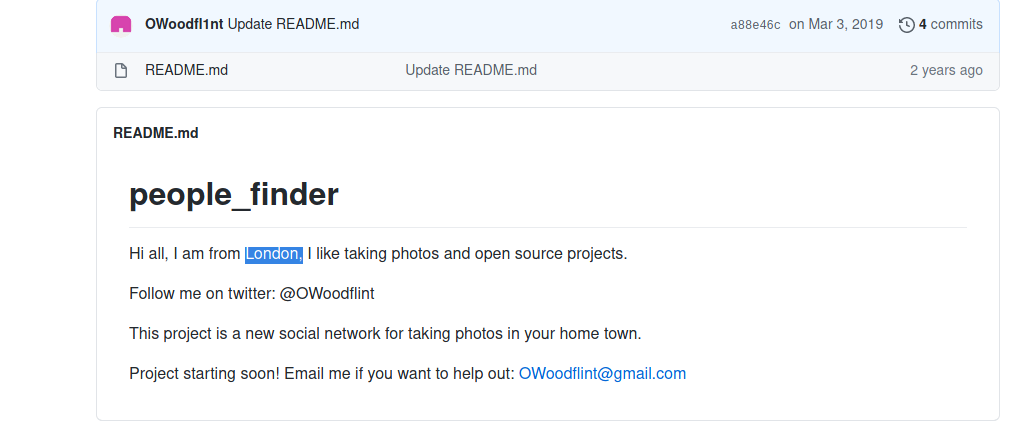 OWoodfl1nt Update README.md a88e46c on Mar 3, 2019 4 commits
README.md Update README.md 2 years ago
README.md
people_finder
Hi all, I am from London, I like taking photos and open source projects.
Follow me on twitter: @OWoodflint
This project is a new social network for taking photos in your home town.
Project starting soon! Email me if you want to help out: OWoodflint@gmail.com